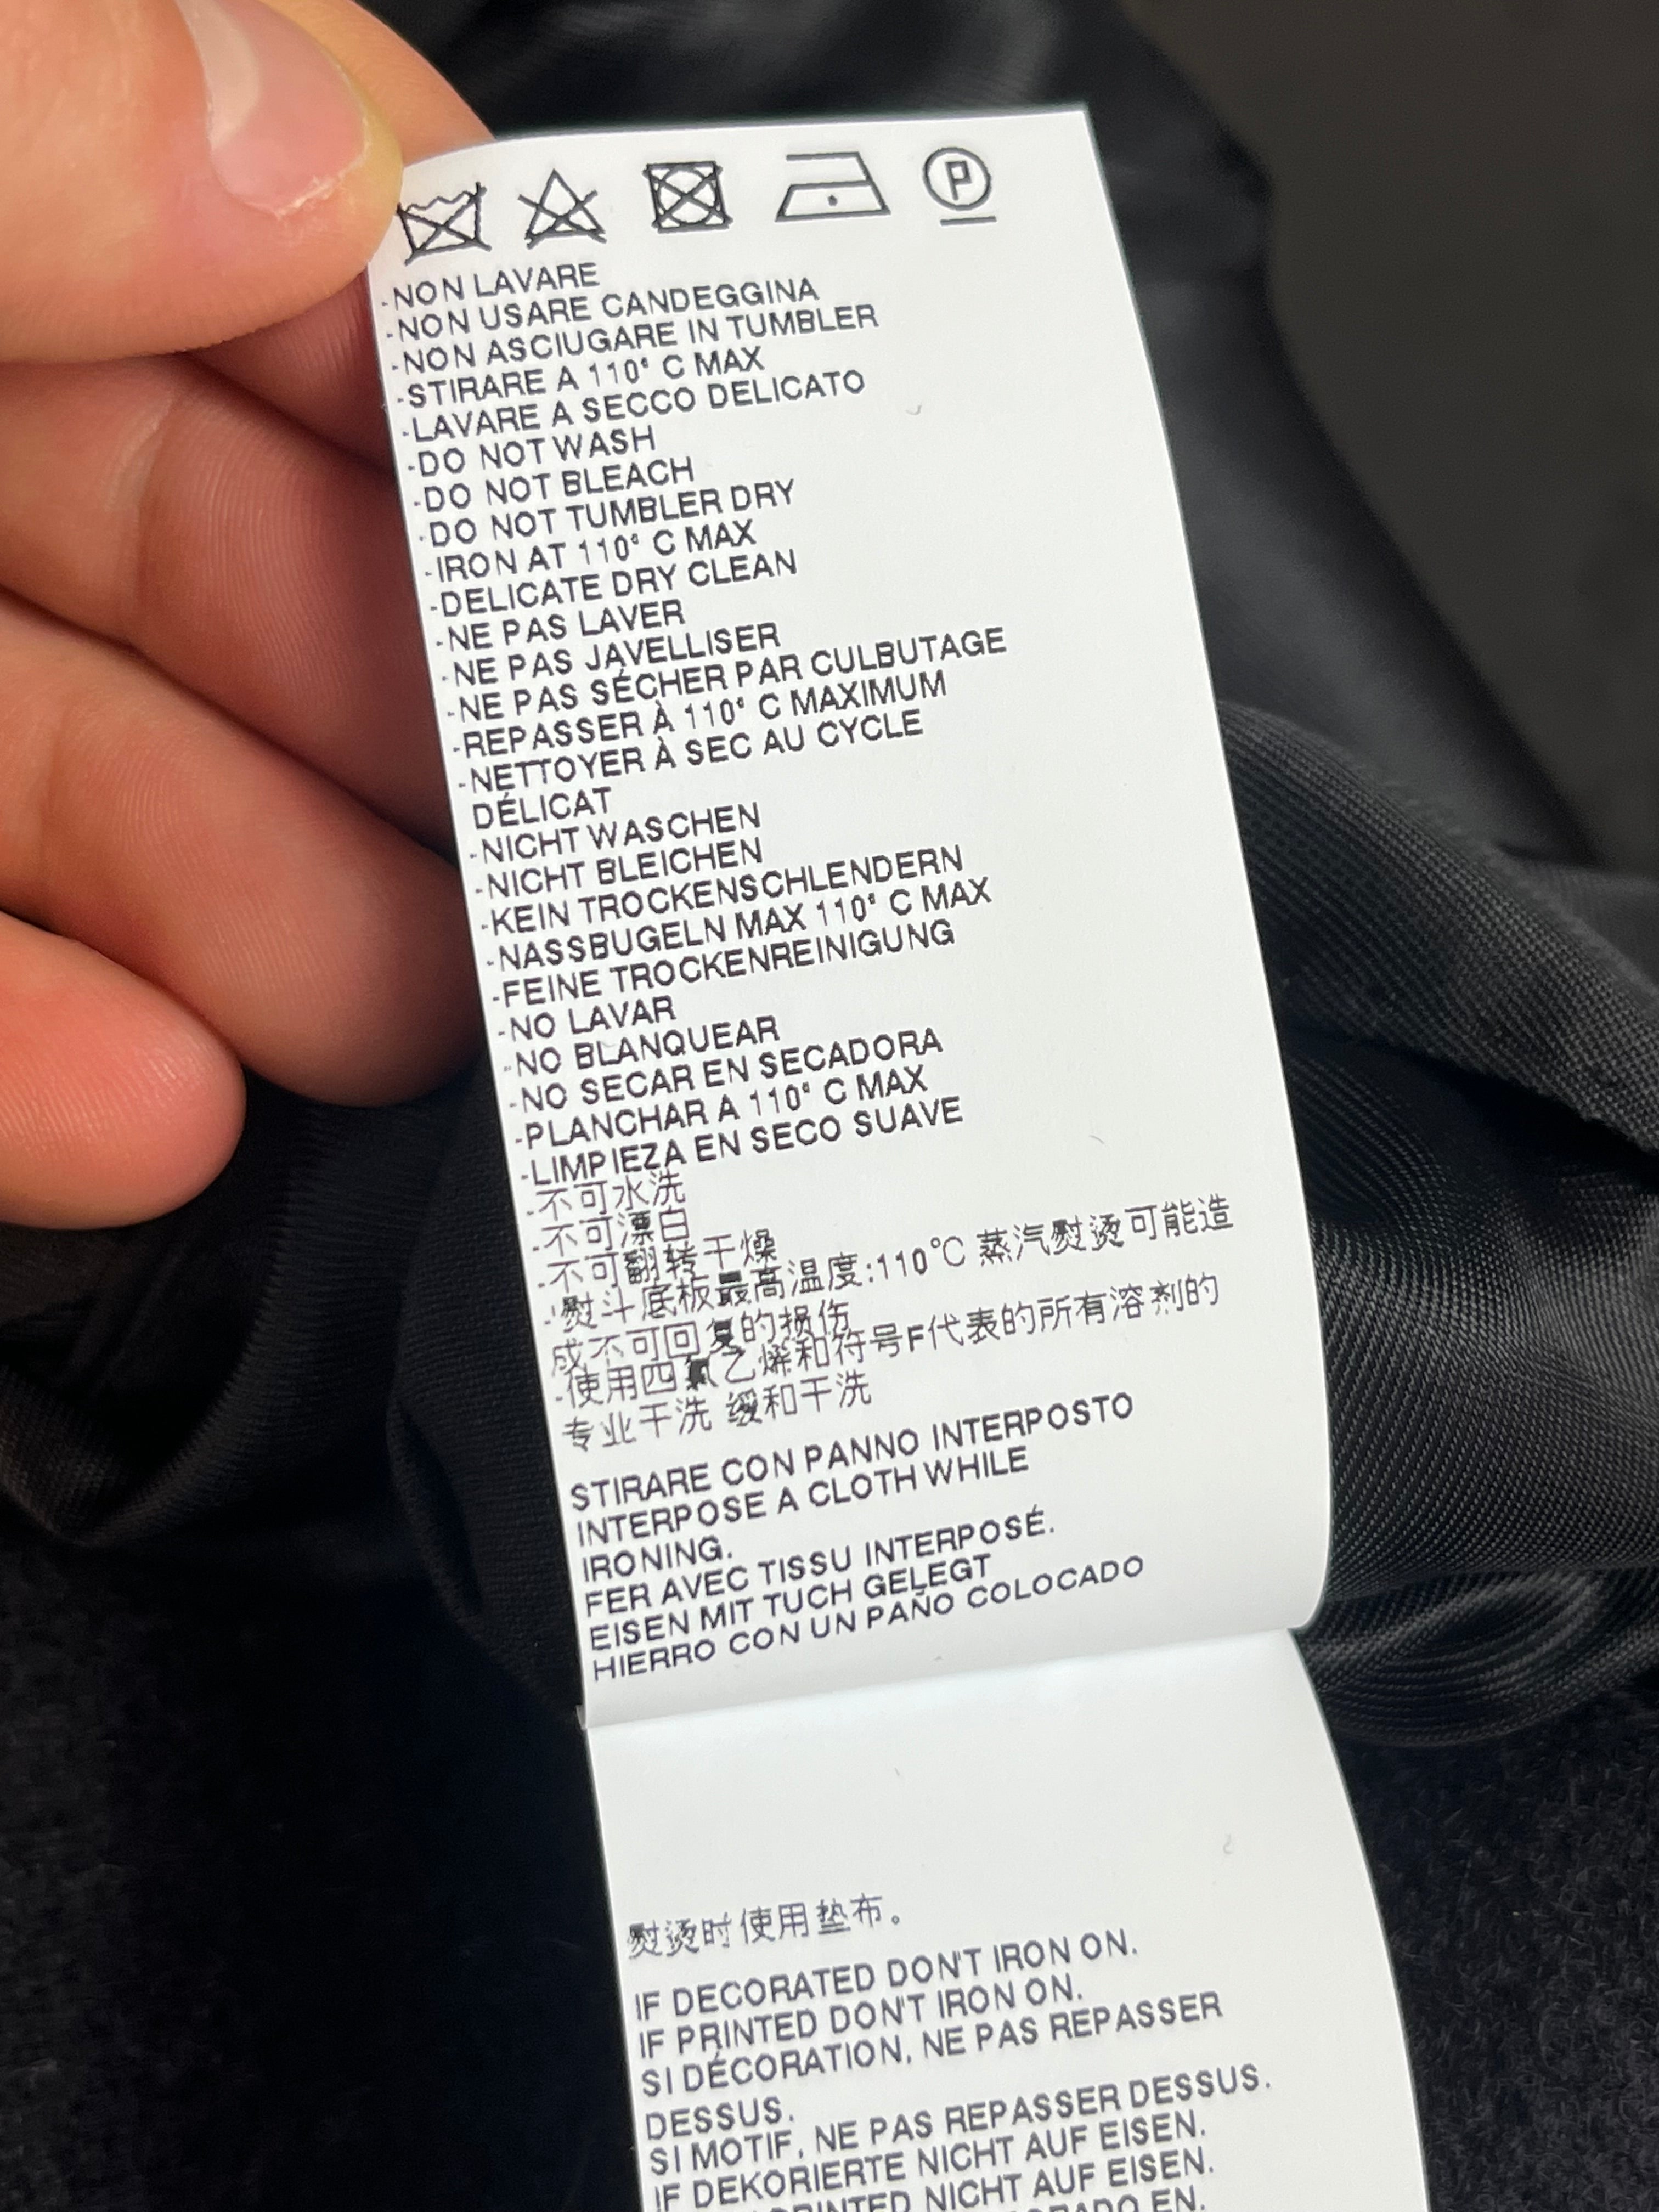 P
-NON LAVARE
-NON USARE CANDEGGINA
-NON ASCIUGARE IN TUMBLER
-STIRARE A 110° C MAX
-LAVARE A SECCO DELICATO
-DO NOT WASH
-DO NOT BLEACH
-DO NOT TUMBLER DRY
-IRON AT 110° C MAX
-DELICATE DRY CLEAN
-NE PAS LAVER
-NE PAS JAVELLISER
-NE PAS SÉCHER PAR CULBUTAGE
-REPASSER À 110° C MAXIMUM
-NETTOYER À SEC AU CYCLE
DÉLICAT
-NICHT WASCHEN
-NICHT BLEICHEN
-KEIN TROCKENSCHLENDERN
-NASSBUGELN MAX 110° C MAX
-FEINE TROCKENREINIGUNG
-NO LAVAR
-NO BLANQUEAR
-NO SECAR EN SECADORA
-PLANCHAR A 110° C MAX
-LIMPIEZA EN SECO SUAVE
-不可水洗
-不可漂白
-不可翻转干燥
-熨斗底板最高温度:110℃ 蒸汽熨烫可能造
成不可回复的损伤
-使用四氯乙烯和符号F代表的所有溶剂的
专业干洗 缓和干洗
STIRARE CON PANNO INTERPOSTO
INTERPOSE A CLOTH WHILE
IRONING.
FER AVEC TISSU INTERPOSÉ.
EISEN MIT TUCH GELEGT
HIERRO CON UN PAÑO COLOCADO
熨烫时使用垫布。
IF DECORATED DON'T IRON ON.
IF PRINTED DON'T IRON ON.
SI DÉCORATION, NE PAS REPASSER
DESSUS.
SI MOTIF, NE PAS REPASSER DESSUS.
IF DEKORIERTE NICHT AUF EISEN.
PRINTED NICHT AUF EISEN.
EN.